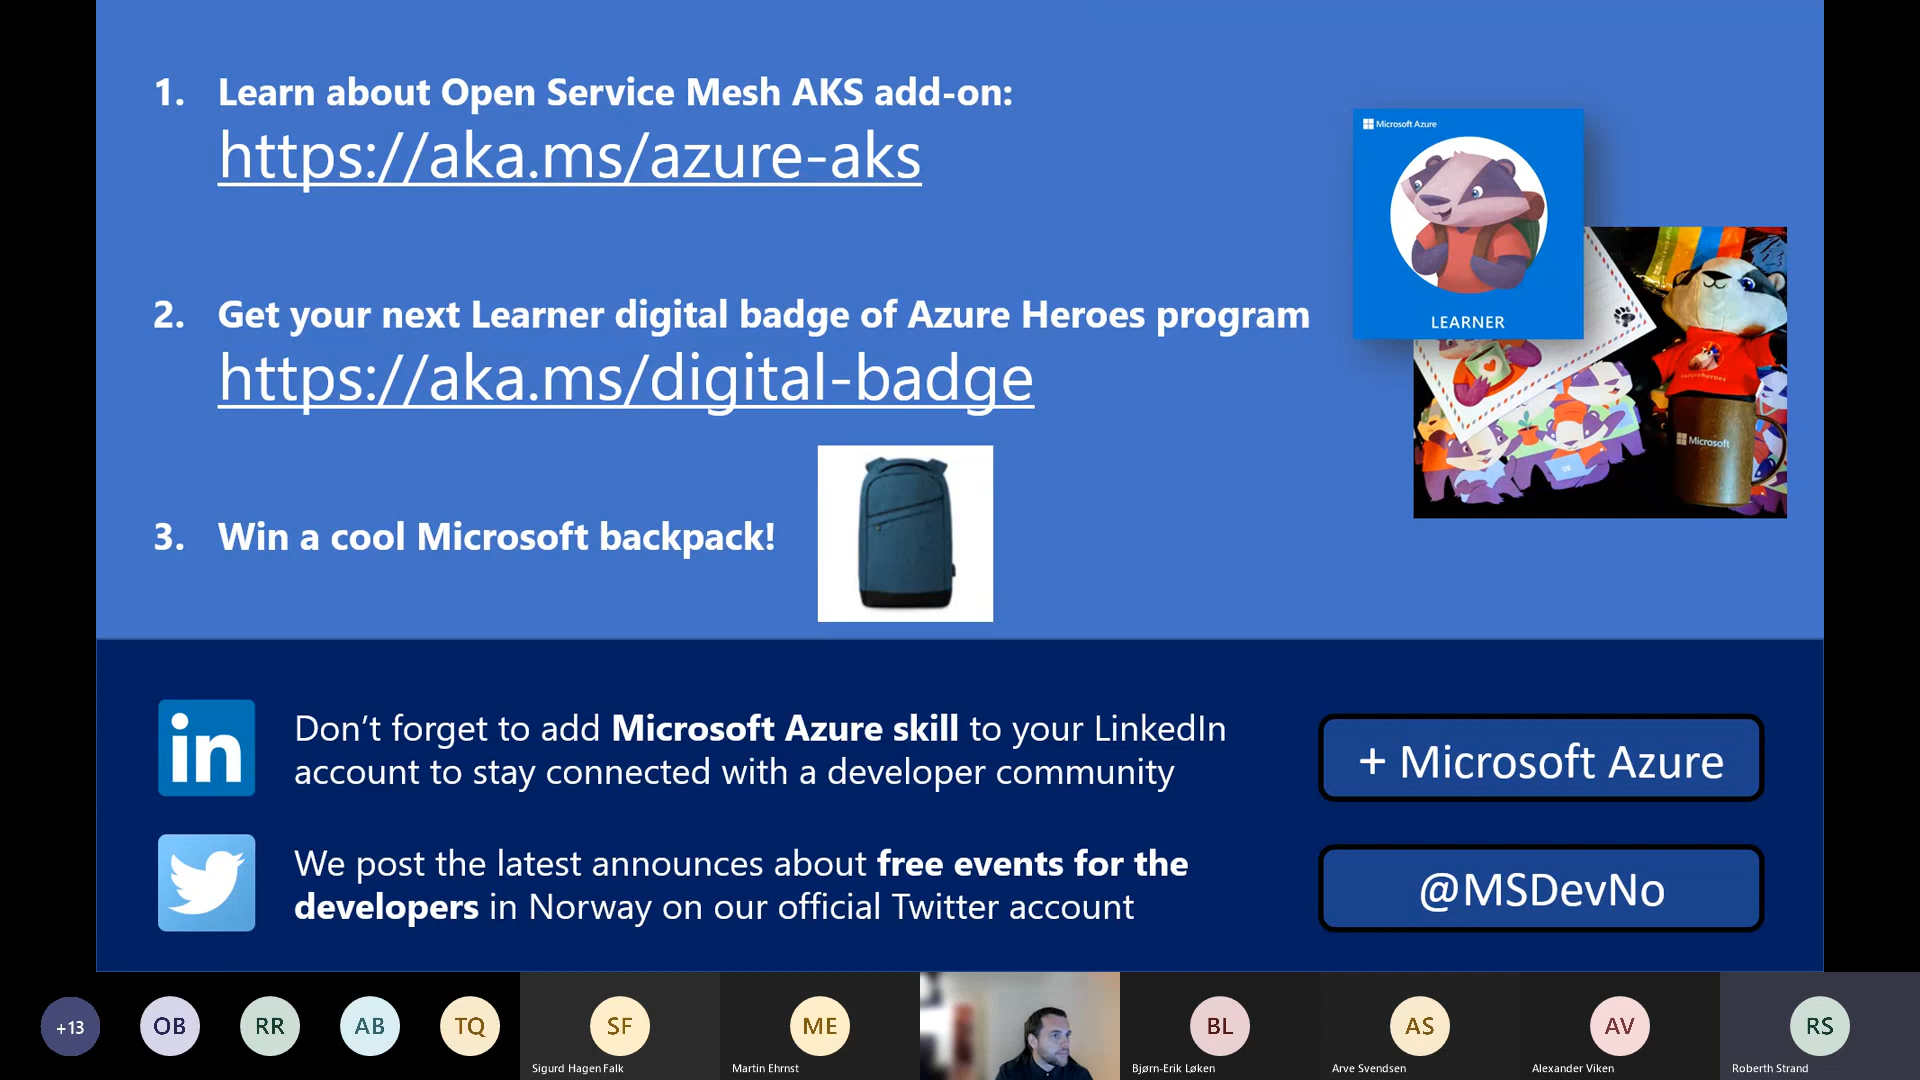 1. Learn about Open Service Mesh AKS add-on:
https://aka.ms/azure-aks
Microsoft Azure
LEARNER
2. Get your next Learner digital badge of Azure Heroes program
https://aka.ms/digital-badge
Microsoft
3. Win a cool Microsoft backpack!
in
Don't forget to add Microsoft Azure skill to your LinkedIn
account to stay connected with a developer community
+ Microsoft Azure
We post the latest announces about free events for the
developers in Norway on our official Twitter account
@MSDevNo
+13
OB
RR
AB
TQ
SF
Sigurd Hagen Falk
ME
Martin Ehrnst
BL
Bjørn-Erik Løken
AS
Arve Svendsen
AV
Alexander Viken
RS
Roberth Strand